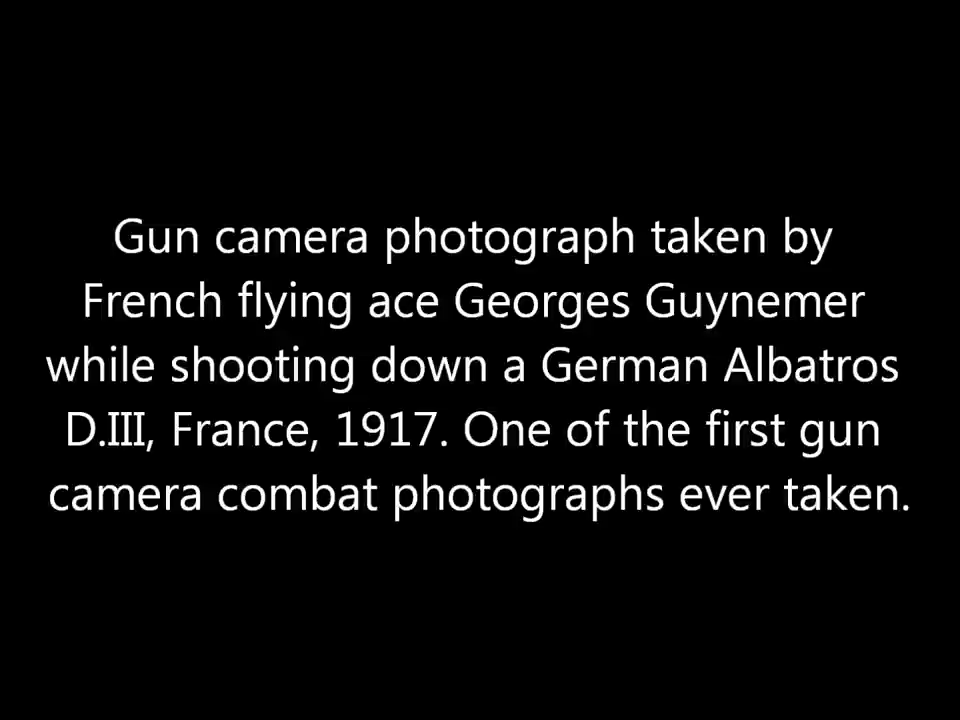 Gun camera photograph taken by
French flying ace Georges Guynemer
while shooting down a German Albatros
D.III, France, 1917. One of the first gun
camera combat photographs ever taken.